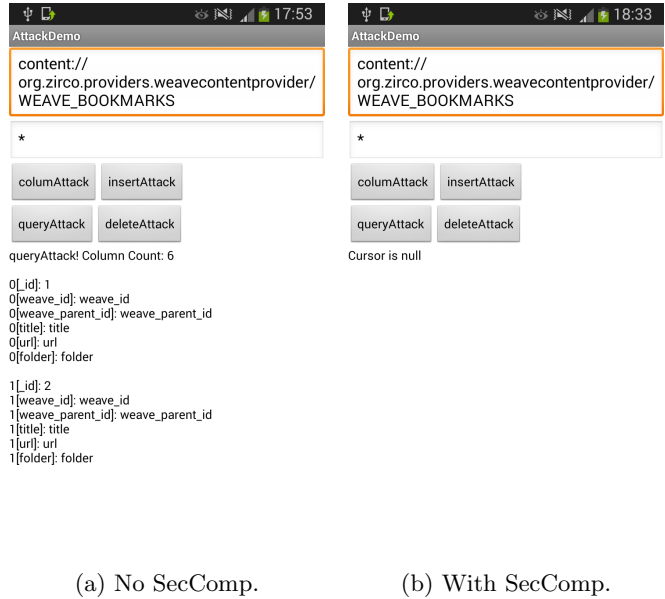 17:53
AttackDemo
content://
org.zirco.providers.weavecontentprovider/
WEAVE_BOOKMARKS
*
columAttack insertAttack
queryAttack deleteAttack
queryAttack! Column Count: 6
0[_id]: 1
0[weave_id]: weave_id
0[weave_parent_id]: weave_parent_id
0[title]: title
0[url]: url
0[folder]: folder
1[_id]: 2
1[weave_id]: weave_id
1[weave_parent_id]: weave_parent_id
1[title]: title
1[url]: url
1[folder]: folder
(a) No SecComp.
18:33
AttackDemo
content://
org.zirco.providers.weavecontentprovider/
WEAVE_BOOKMARKS
*
columAttack insertAttack
queryAttack deleteAttack
Cursor is null
(b) With SecComp.